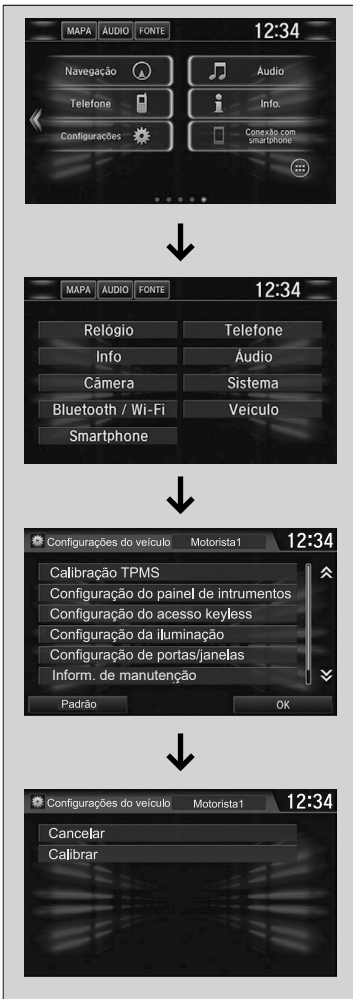 MAPA ÁUDIO FONTE 12:34
Navegação Áudio
Telefone Info.
Configurações Conexão com
smartphone
MAPA ÁUDIO FONTE 12:34
Relógio Telefone
Info Áudio
Câmera Sistema
Bluetooth / Wi-Fi Veículo
Smartphone
Configurações do veículo Motorista1 12:34
Calibração TPMS
Configuração do painel de intrumentos
Configuração do acesso keyless
Configuração da iluminação
Configuração de portas/janelas
Inform. de manutenção
Padrão OK
Configurações do veículo Motorista1 12:34
Cancelar
Calibrar